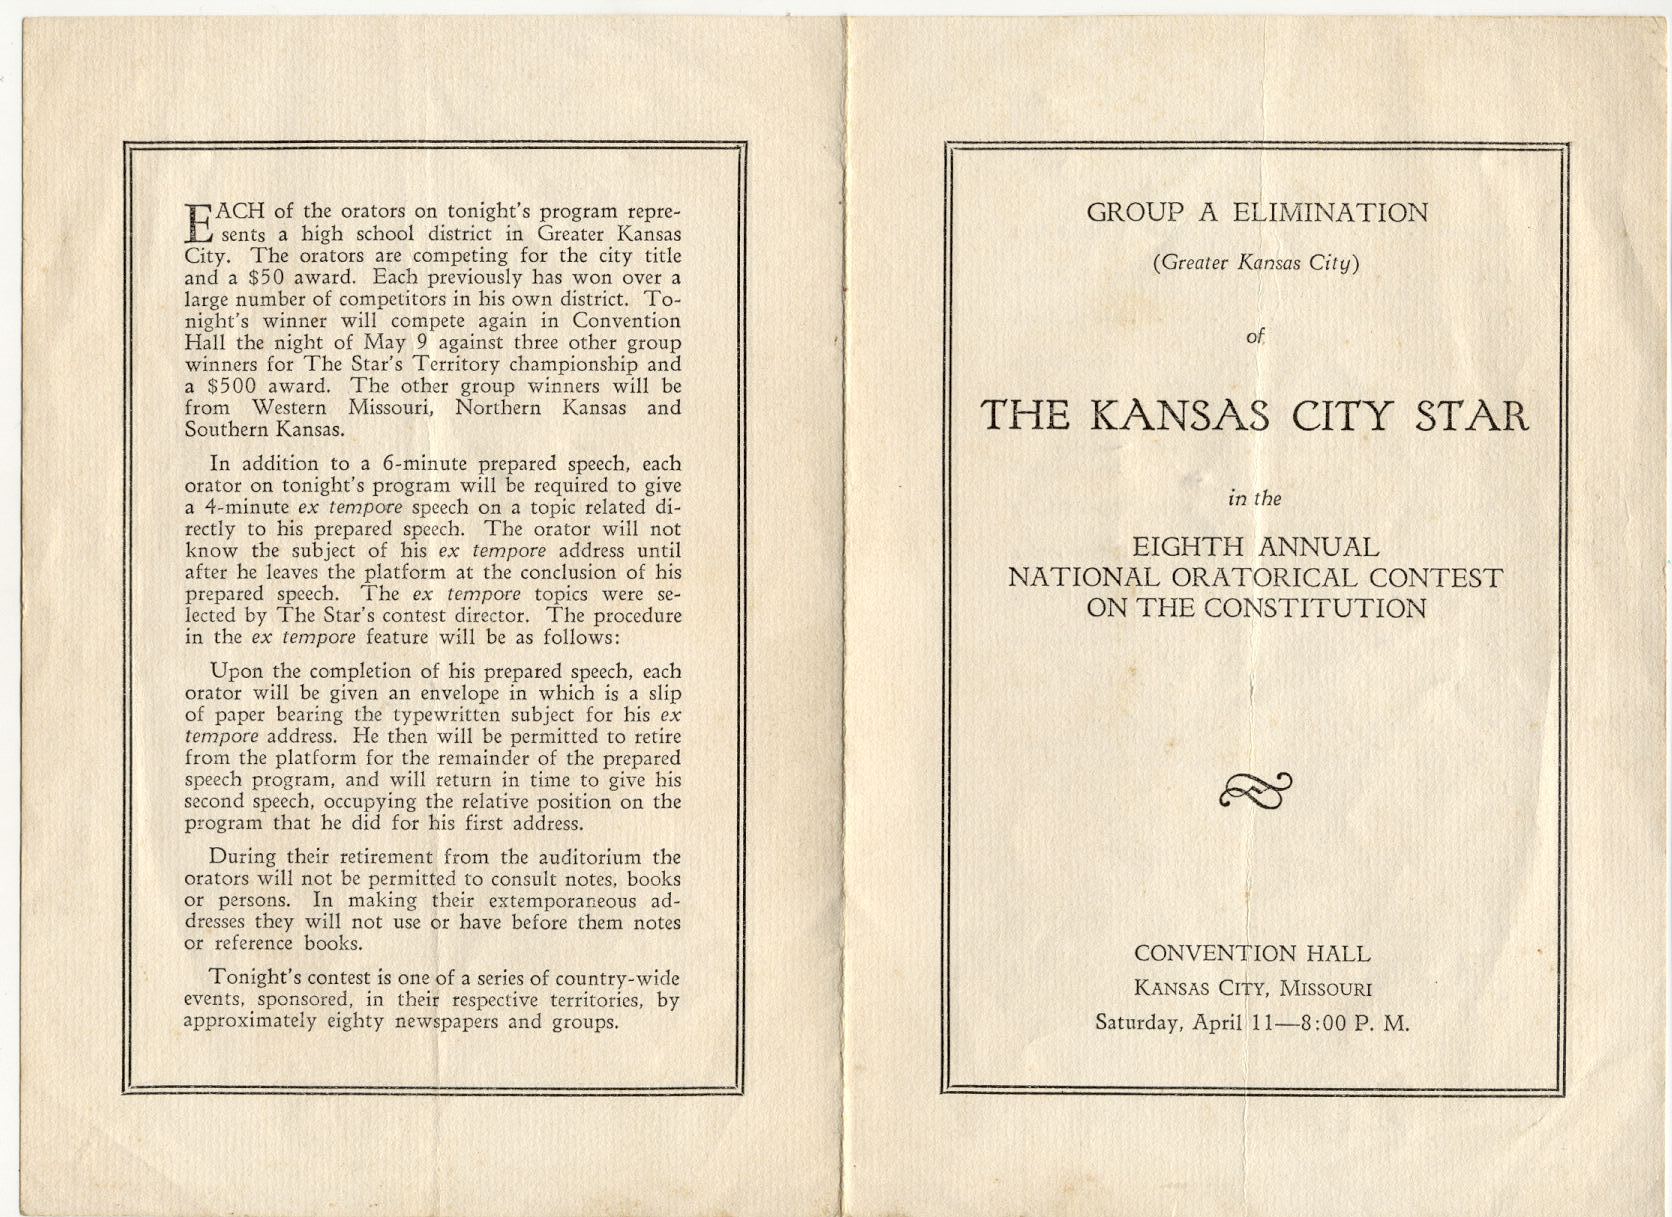 EACH of the orators on tonight's program repre-
sents a high school district in Greater Kansas
City. The orators are competing for the city title
and a $50 award. Each previously has won over a
large number of competitors in his own district. To-
night's winner will compete again in Convention
Hall the night of May 9 against three other group
winners for The Star's Territory championship and
a $500 award. The other group winners will be
from Western Missouri, Northern Kansas and
Southern Kansas.
In addition to a 6-minute prepared speech, each
orator on tonight's program will be required to give
a 4-minute ex tempore speech on a topic related di-
rectly to his prepared speech. The orator will not
know the subject of his ex tempore address until
after he leaves the platform at the conclusion of his
prepared speech. The ex tempore topics were se-
lected by The Star's contest director. The procedure
in the ex tempore feature will be as follows:
Upon the completion of his prepared speech, each
orator will be given an envelope in which is a slip
of paper bearing the typewritten subject for his ex
tempore address. He then will be permitted to retire
from the platform for the remainder of the prepared
speech program, and will return in time to give his
second speech, occupying the relative position on the
program that he did for his first address.
During their retirement from the auditorium the
orators will not be permitted to consult notes, books
or persons. In making their extemporaneous ad-
dresses they will not use or have before them notes
or reference books.
Tonight's contest is one of a series of country-wide
events, sponsored, in their respective territories, by
approximately eighty newspapers and groups.
GROUP A ELIMINATION
(Greater Kansas City)
of
THE KANSAS CITY STAR
in the
EIGHTH ANNUAL
NATIONAL ORATORICAL CONTEST
ON THE CONSTITUTION
CONVENTION HALL
KANSAS CITY, MISSOURI
Saturday, April 11—8:00 P. M.